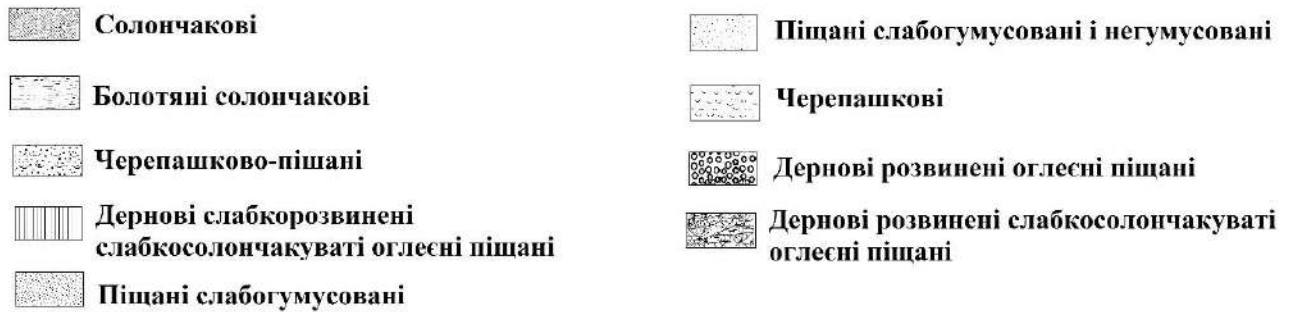 Солончакові
Болотяні солончакові
Черепашково-пішані
Дернові слабкорозвинені
слабкосолончакуваті оглеєні піщані
Піщані слабогумусовані
Піщані слабогумусовані і негумусовані
Черепашкові
Дернові розвинені оглеєні піщані
Дернові розвинені слабкосолончакуваті
оглеєні піщані